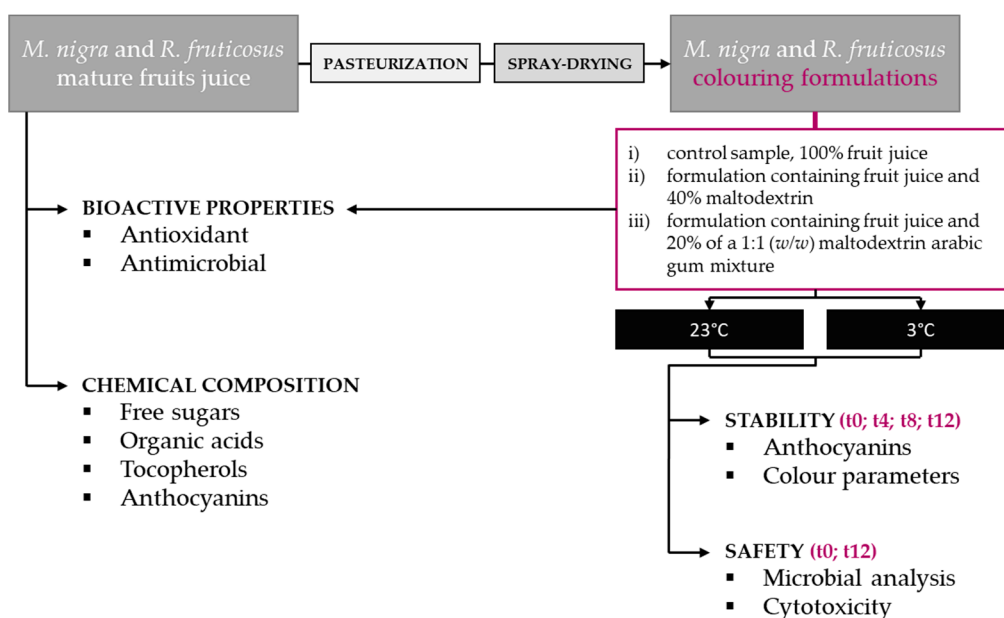 M. nigra and R. fruticosus
mature fruits juice
PASTEURIZATION
SPRAY-DRYING
M. nigra and R. fruticosus
colouring formulations
i) control sample, 100% fruit juice
ii) formulation containing fruit juice and
40% maltodextrin
iii) formulation containing fruit juice and
20% of a 1:1 (w/w) maltodextrin arabic
gum mixture
BIOACTIVE PROPERTIES
▪ Antioxidant
▪ Antimicrobial
23°C
3°C
CHEMICAL COMPOSITION
▪ Free sugars
▪ Organic acids
▪ Tocopherols
▪ Anthocyanins
STABILITY (t0; t4; t8; t12)
▪ Anthocyanins
▪ Colour parameters
SAFETY (t0; t12)
▪ Microbial analysis
▪ Cytotoxicity